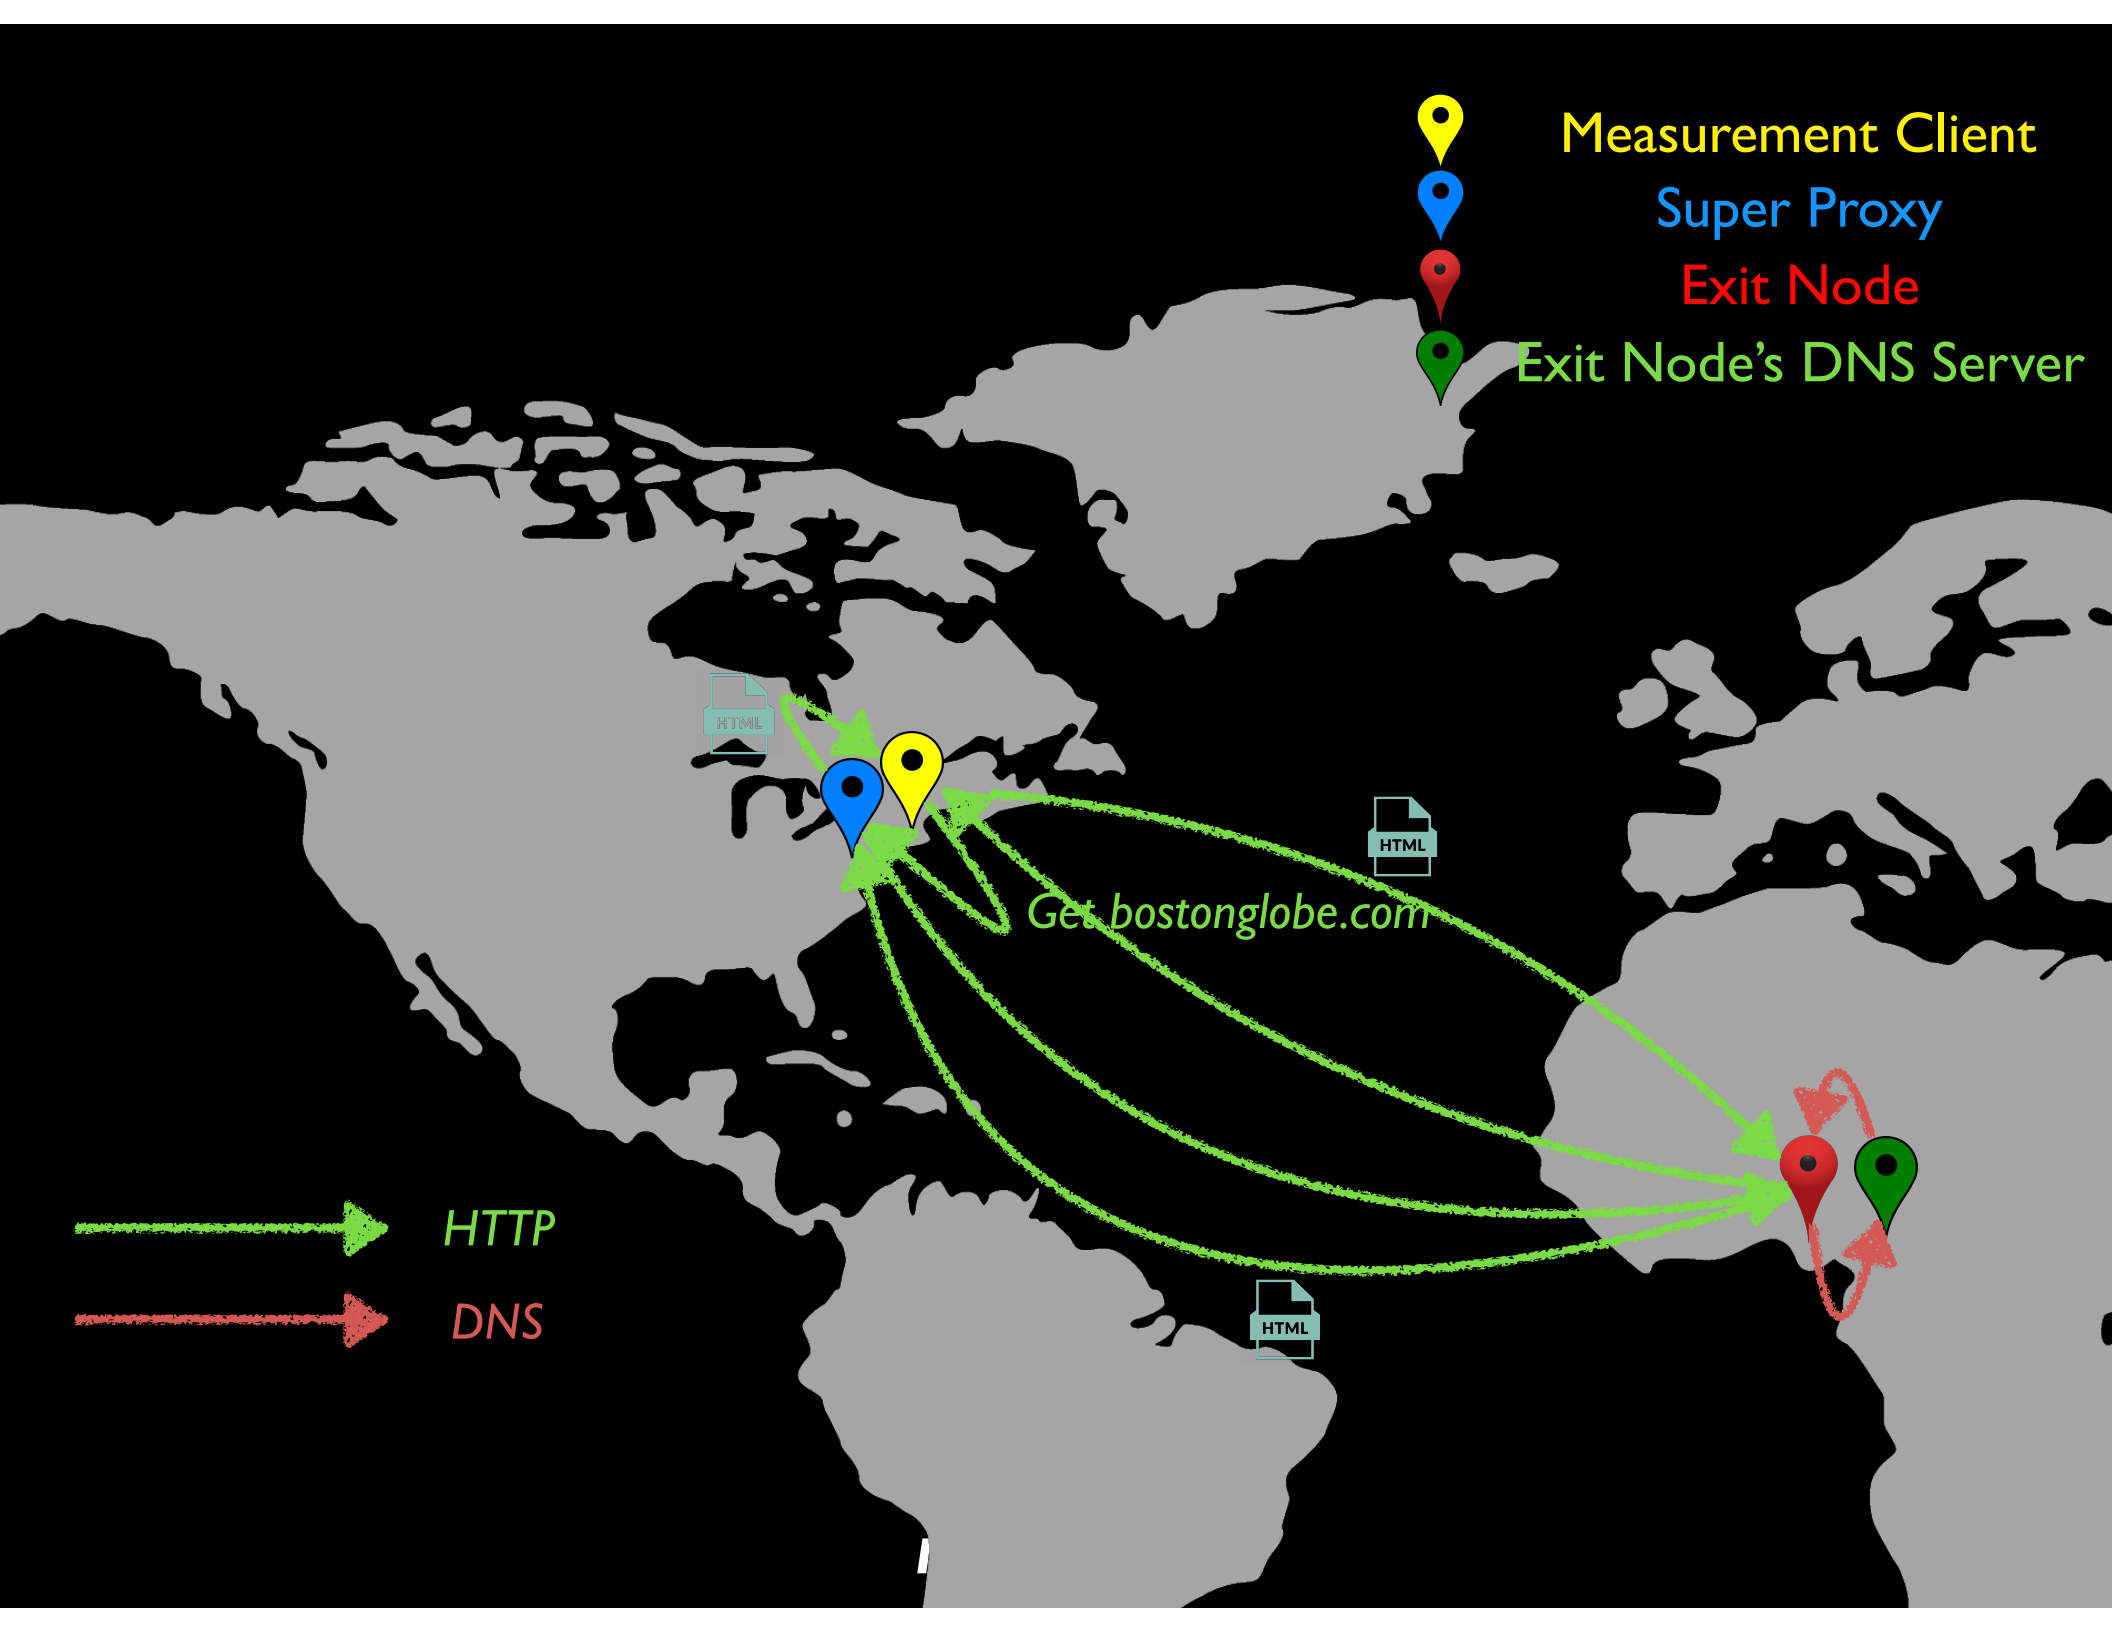 Measurement Client
Super Proxy
Exit Node
Exit Node’s DNS Server
HTML
HTML
Get bostonglobe.com
HTTP
DNS
HTML